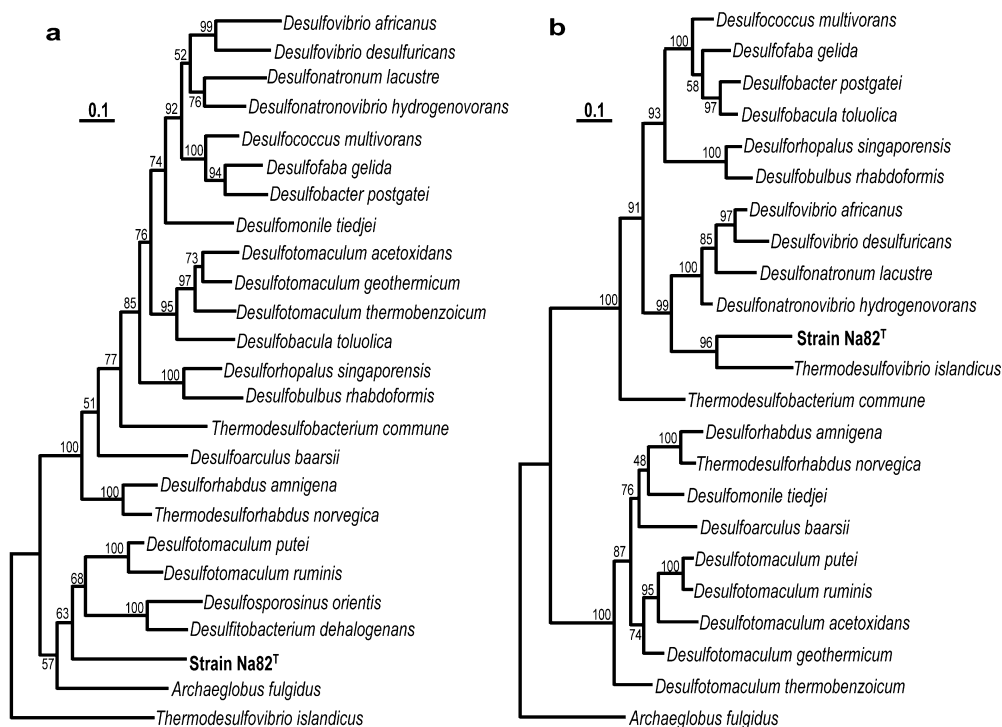 a
0.1
99
Desulfovibrio africanus
Desulfovibrio desulfuricans
52
Desulfonatronum lacustre
76
Desulfonatronovibrio hydrogenovorans
92
Desulfococcus multivorans
100
Desulfofaba gelida
94
Desulfobacter postgatei
74
Desulfomonile tiedjei
76
Desulfotomaculum acetoxidans
73
Desulfotomaculum geothermicum
97
Desulfotomaculum thermobenzoicum
95
Desulfobacula toluolica
85
Desulforhopalus singaporensis
100
Desulfobulbus rhabdoformis
77
Thermodesulfobacterium commune
51
Desulfoarculus baarsii
100
Desulforhabdus amnigena
100
Thermodesulforhabdus norvegica
Desulfotomaculum putei
100
Desulfotomaculum ruminis
68
Desulfosporosinus orientis
100
Desulfitobacterium dehalogenans
63
Strain Na82T
57
Archaeglobus fulgidus
Thermodesulfovibrio islandicus
b
0.1
Desulfococcus multivorans
100
Desulfofaba gelida
58
Desulfobacter postgatei
97
Desulfobacula toluolica
93
Desulforhopalus singaporensis
100
Desulfobulbus rhabdoformis
91
Desulfovibrio africanus
97
Desulfovibrio desulfuricans
85
Desulfonatronum lacustre
100
Desulfonatronovibrio hydrogenovorans
99
Strain Na82T
96
Thermodesulfovibrio islandicus
100
Thermodesulfobacterium commune
Desulforhabdus amnigena
100
Thermodesulforhabdus norvegica
48
Desulfomonile tiedjei
76
Desulfoarculus baarsii
87
Desulfotomaculum putei
100
Desulfotomaculum ruminis
95
Desulfotomaculum acetoxidans
74
Desulfotomaculum geothermicum
100
Desulfotomaculum thermobenzoicum
Archaeglobus fulgidus